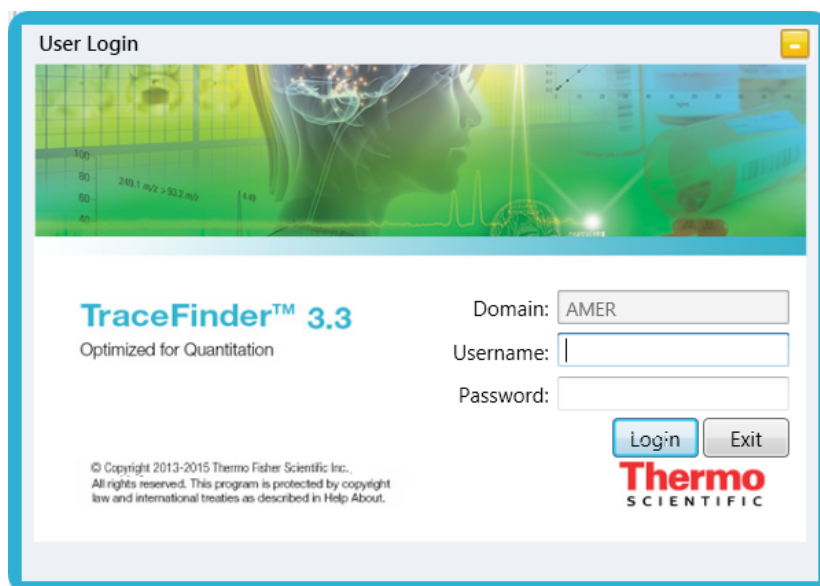 User Login
100
80
60
40
249.1 m/z > 93.2 m/z
4.49
TraceFinder™ 3.3
Optimized for Quantitation
Domain: AMER
Username:
Password:
Login Exit
© Copyright 2013-2015 Thermo Fisher Scientific Inc.,
All rights reserved. This program is protected by copyright
law and international treaties as described in Help About.
Thermo
SCIENTIFIC